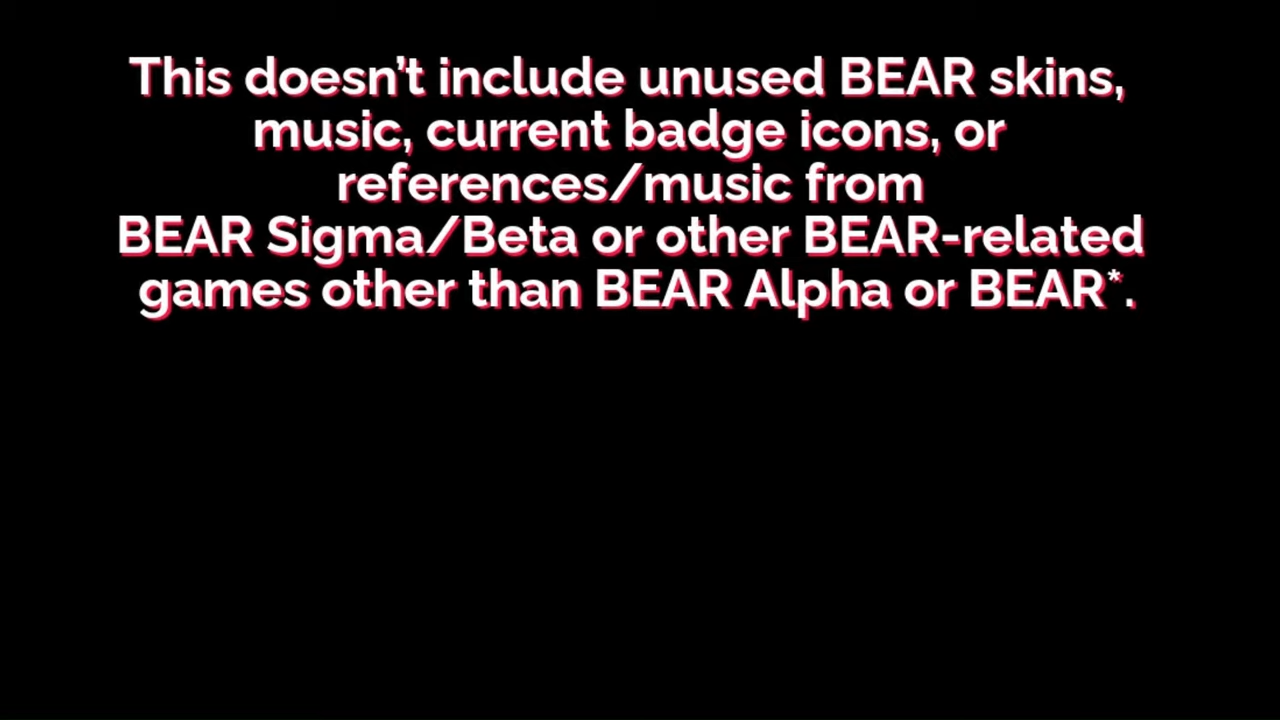 This doesn’t include unused BEAR skins,
music, current badge icons, or
references/music from
BEAR Sigma/Beta or other BEAR-related
games other than BEAR Alpha or BEAR*.